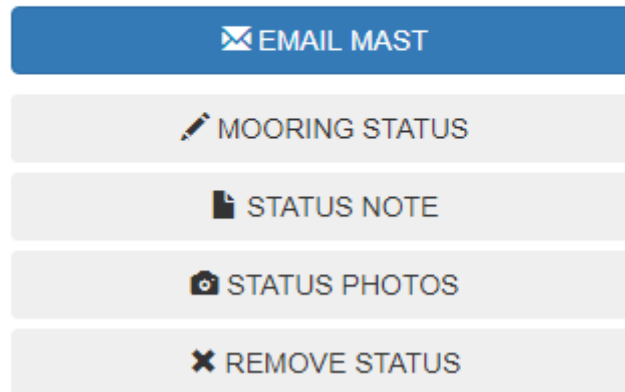 EMAIL MAST
MOORING STATUS
STATUS NOTE
STATUS PHOTOS
REMOVE STATUS